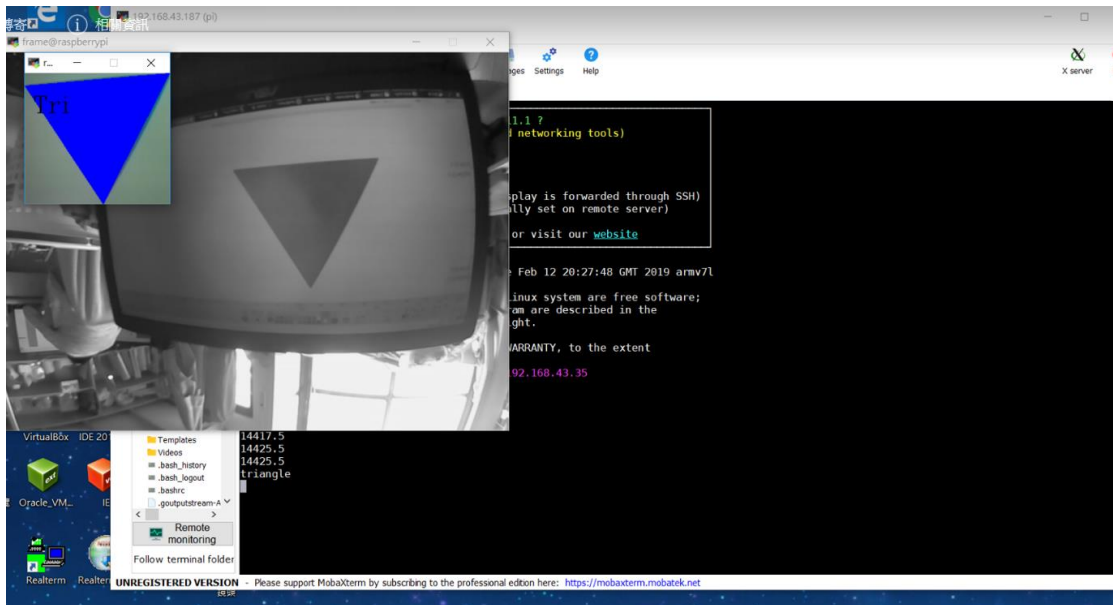 192.168.43.187 (pi)
傳寄
相關資訊
frame@raspberrypi
r...
Tri
Settings
Help
X server
1.1 ?
networking tools)
splay is forwarded through SSH)
ally set on remote server)
or visit our website
Feb 12 20:27:48 GMT 2019 armv7l
inux system are free software;
ram are described in the
ght.
WARRANTY, to the extent
92.168.43.35
14417.5
14425.5
14425.5
triangle
VirtualBox
IDE 20
Templates
Videos
.bash_history
.bash_logout
.bashrc
.goutputstream-A
Oracle_VM...
IE
Remote
monitoring
Follow terminal folder
Realterm
Realter
UNREGISTERED VERSION - Please support MobaXterm by subscribing to the professional edition here: https://mobaxterm.mobatek.net